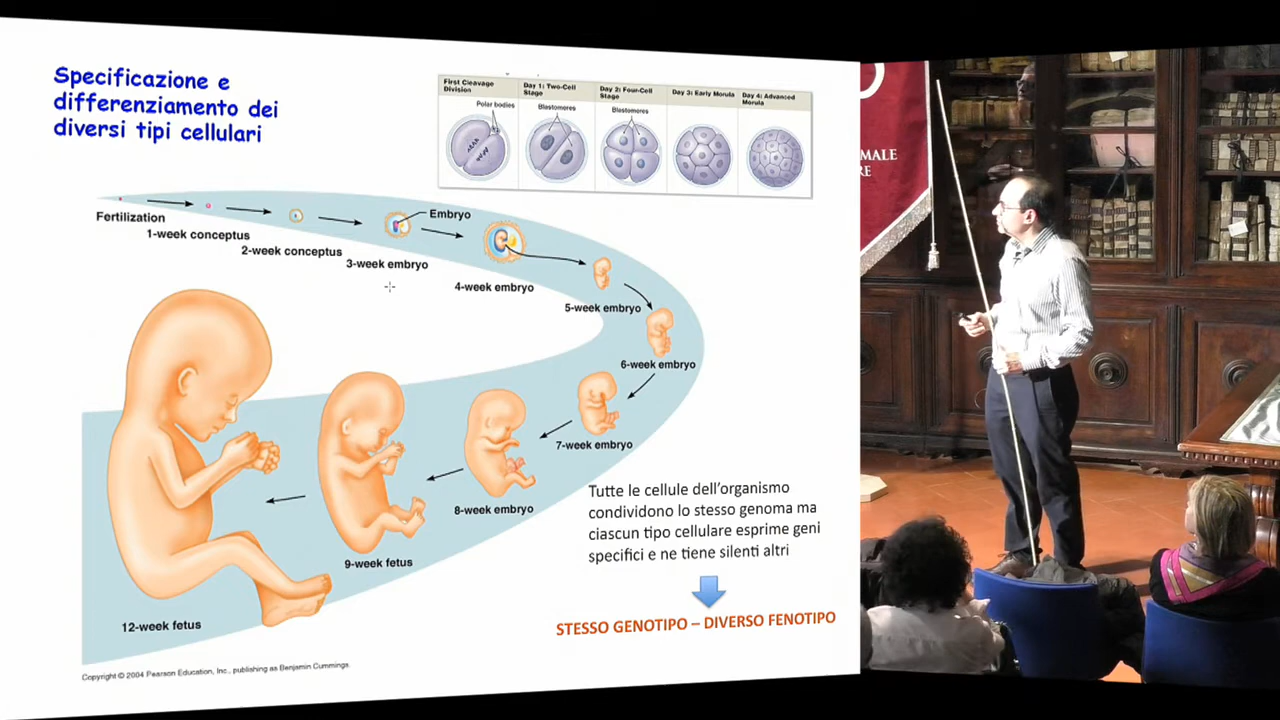 Specificazione e
differenziamento dei
diversi tipi cellulari
First Cleavage
Division
Polar bodies
Day 1: Two-Cell
Stage
Blastomeres
Day 2: Four-Cell
Stage
Blastomeres
Day 3: Early Morula
Day 4: Advanced
Morula
Fertilization
1-week conceptus
2-week conceptus
3-week embryo
Embryo
4-week embryo
5-week embryo
6-week embryo
7-week embryo
8-week embryo
9-week fetus
12-week fetus
Tutte le cellule dell'organismo
condividono lo stesso genoma ma
ciascun tipo cellulare esprime geni
specifici e ne tiene silenti altri
STESSO GENOTIPO – DIVERSO FENOTIPO
Copyright © 2004 Pearson Education, Inc., publishing as Benjamin Cummings.